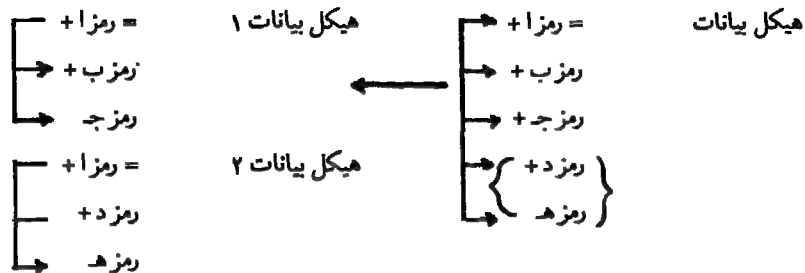 هيكل بيانات = رمز ا +
رمز ب +
رمز جـ +
{ رمز د +
رمز هـ }
هيكل بيانات ١ = رمز ا +
رمز ب +
رمز جـ
هيكل بيانات ٢ = رمز ا +
رمز د +
رمز هـ